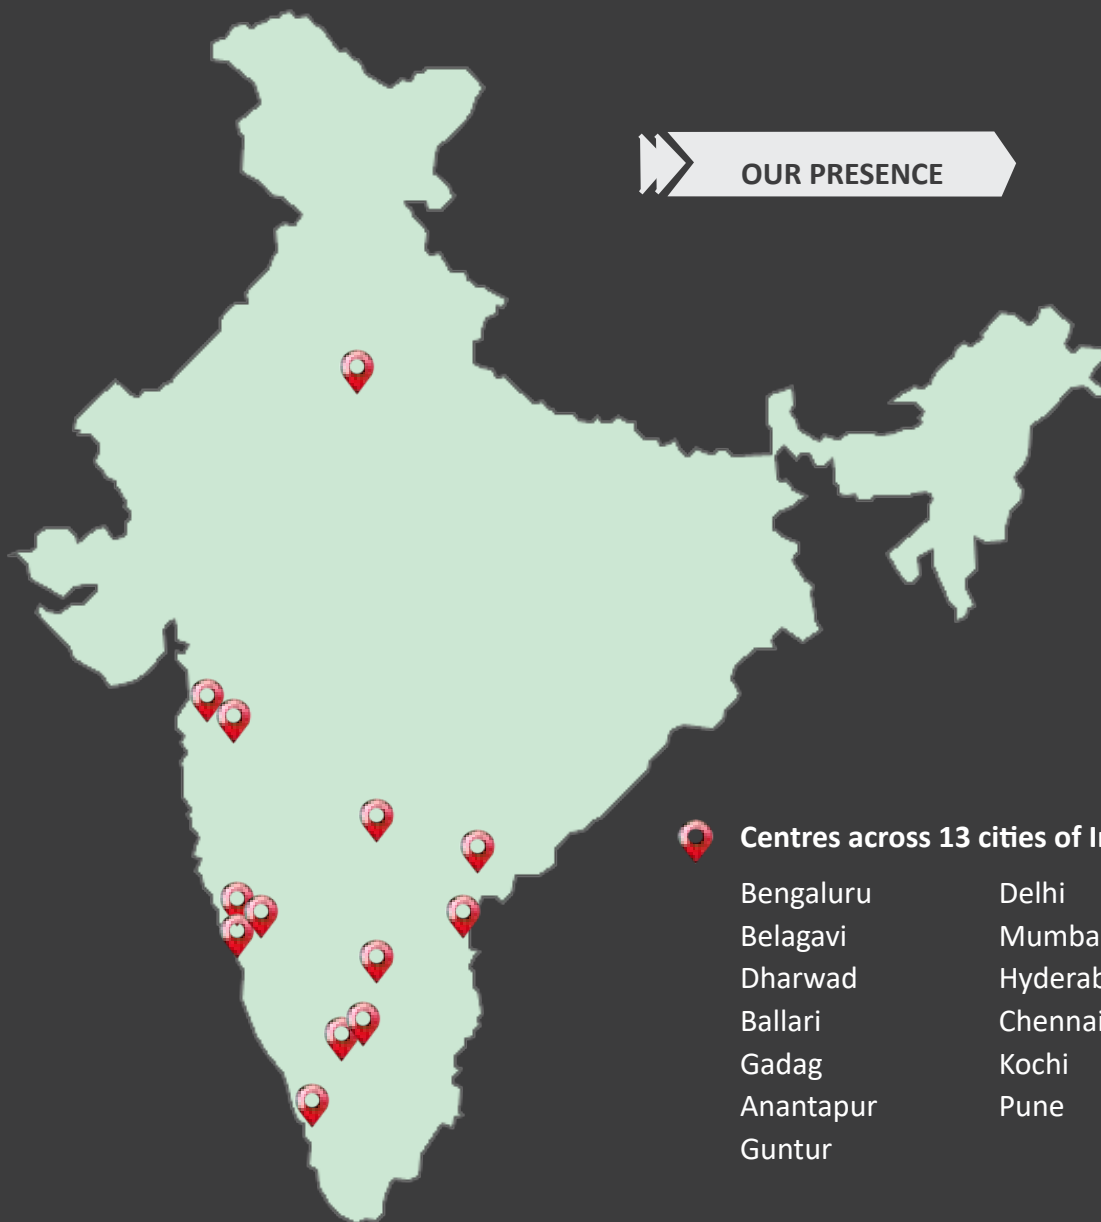 OUR PRESENCE
Centres across 13 cities of I
Bengaluru
Belagavi
Dharwad
Ballari
Gadag
Anantapur
Guntur
Delhi
Mumba
Hyderab
Chennai
Kochi
Pune